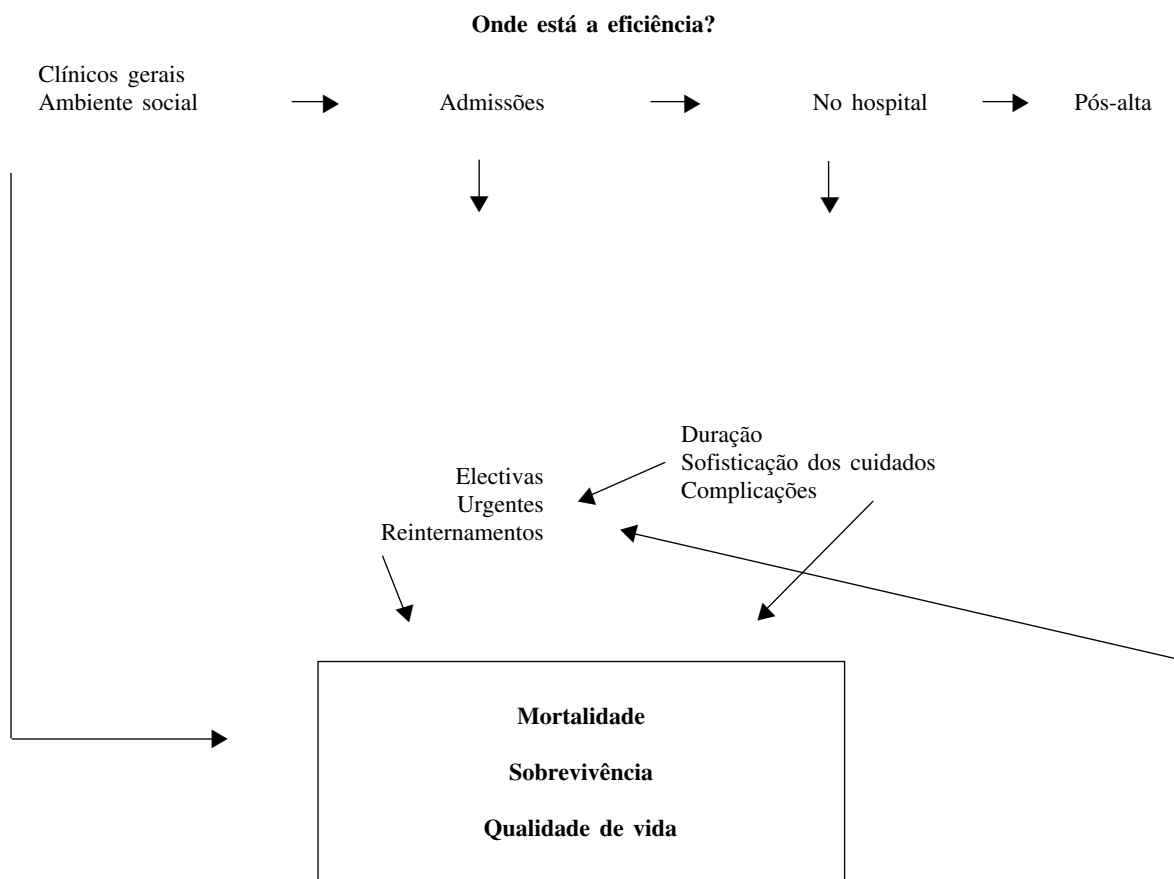 Onde está a eficiência?
Clínicos gerais
Ambiente social
Admissões
No hospital
Pós-alta
Duração
Sofisticação dos cuidados
Complicações
Electivas
Urgentes
Reinternamentos
Mortalidade
Sobrevivência
Qualidade de vida